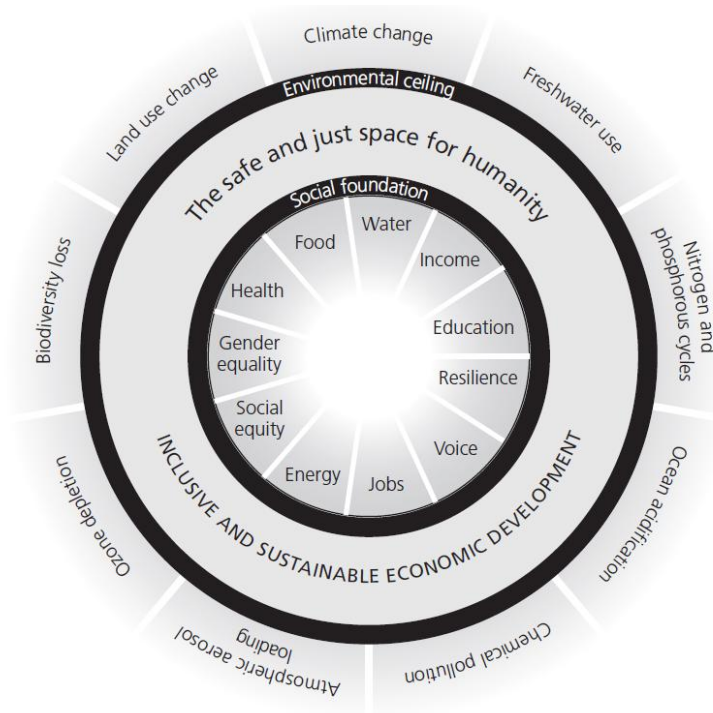 Climate change
Freshwater use
Nitrogen and
phosphorous cycles
Ocean acidification
Chemical pollution
Atmospheric aerosol
loading
Ozone depletion
Biodiversity loss
Land use change
Environmental ceiling
The safe and just space for humanity
Social foundation
Water
Income
Education
Resilience
Voice
Jobs
Energy
Social
equity
Gender
equality
Health
Food
INCLUSIVE AND SUSTAINABLE ECONOMIC DEVELOPMENT